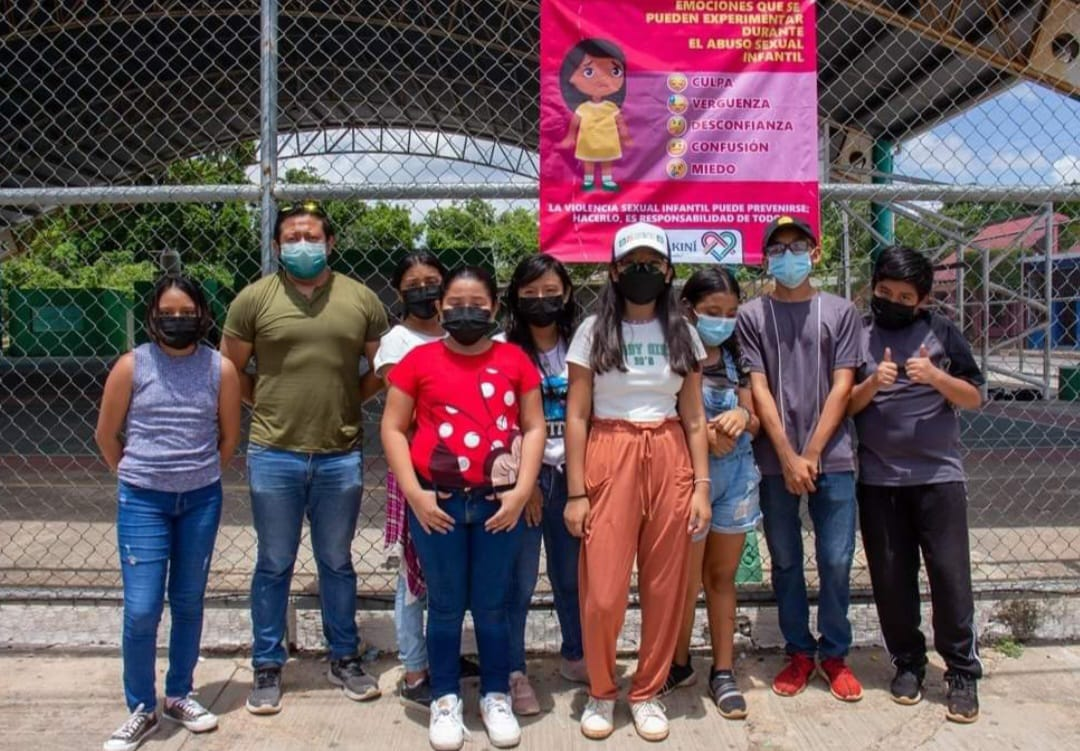 EMOCIONES QUE SE
PUEDEN EXPERIMENTAR
DURANTE
EL ABUSO SEXUAL
INFANTIL
CULPA
VERGUENZA
DESCONFIANZA
CONFUSIÓN
MIEDO
LA VIOLENCIA SEXUAL INFANTIL PUEDE PREVENIRSE;
HACERLO, ES RESPONSABILIDAD DE
KINÍ